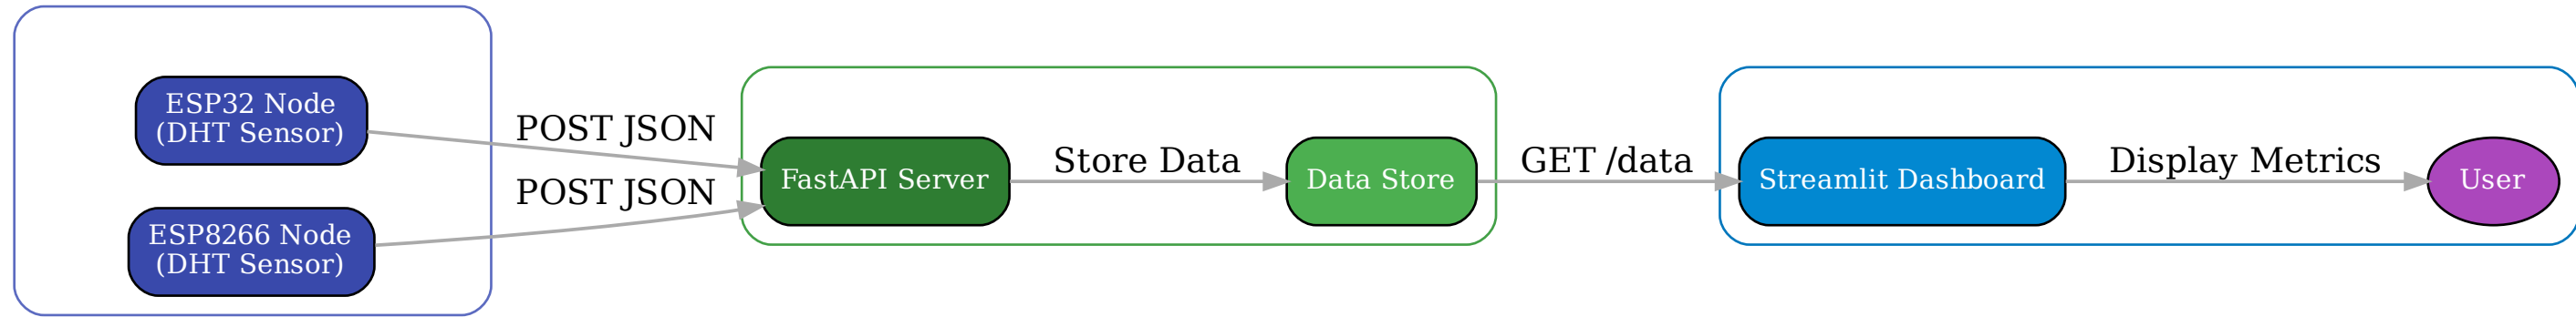 ESP32 Node
(DHT Sensor)
ESP8266 Node
(DHT Sensor)
POST JSON
POST JSON
FastAPI Server
Store Data
Data Store
GET /data
Streamlit Dashboard
Display Metrics
User